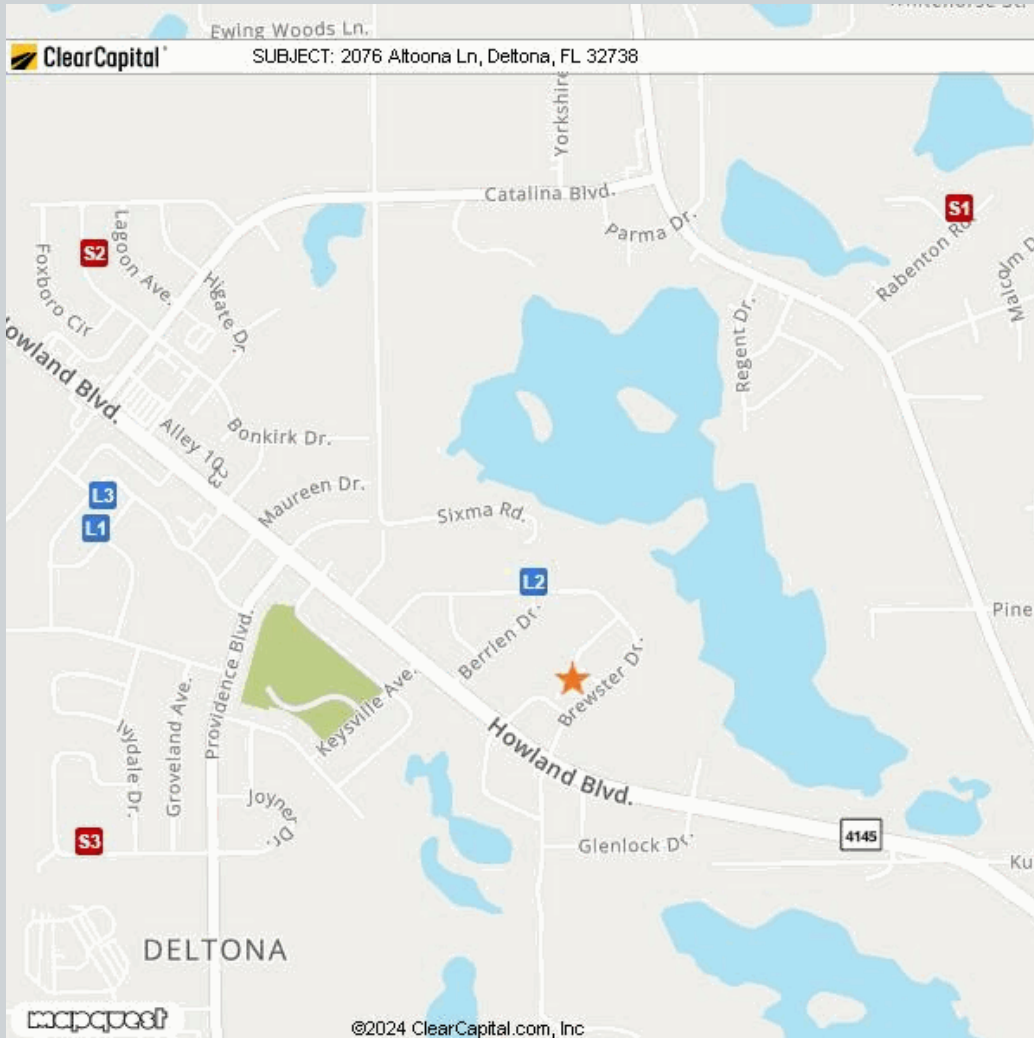 Ewing Woods Ln.
ClearCapital
SUBJECT: 2076 Altoona Ln, Deltona, FL 32738
Yorkshire
Catalina Blvd.
S1
Parma Dr.
Lagoon Ave.
S2
Foxboro Cir
Higate Dr.
Rabenton Rd.
Malcolm D
Regent Dr.
Howland Blvd.
Alley 103
Bonkirk Dr.
Maureen Dr.
L3
Sixma Rd.
L1
L2
Pine
Berrien Dr.
Providence Blvd.
Brewster Dr.
Keysville Ave.
Groveland Ave.
Ivydale Dr.
Howland Blvd.
Joyner Dr.
S3
Glenlock Dr.
4145
Ku
DELTONA
mapquest
©2024 ClearCapital.com, Inc